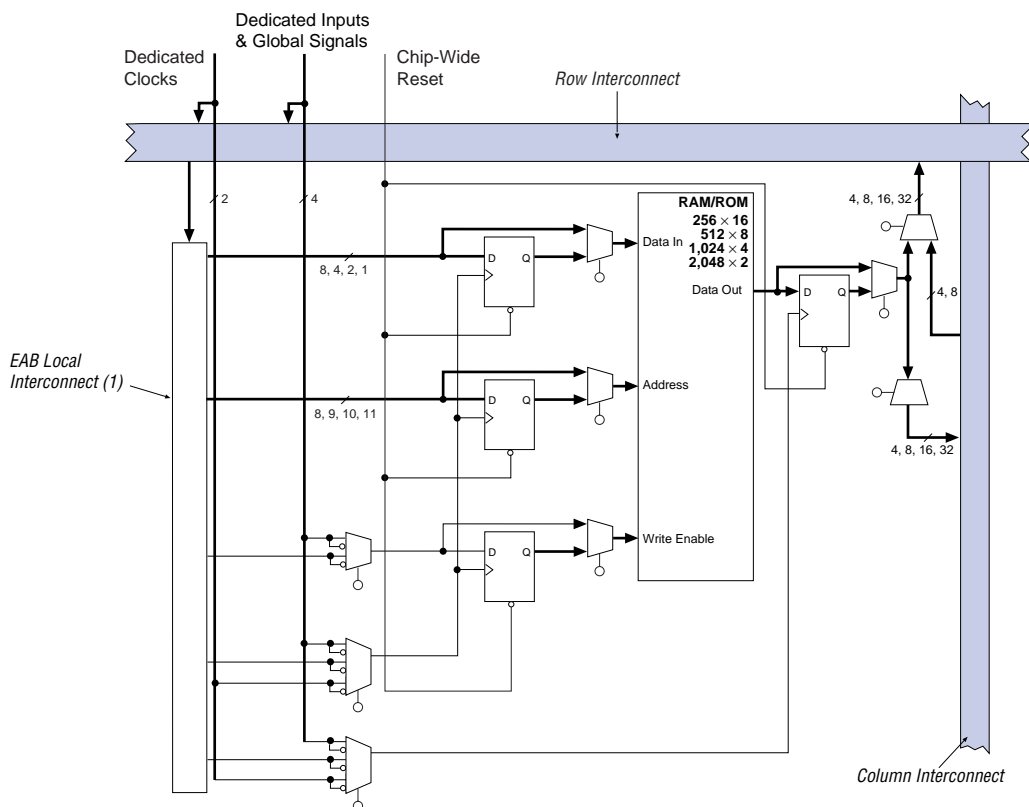 Dedicated Inputs
& Global Signals
Dedicated
Clocks
Chip-Wide
Reset
Row Interconnect
2
4
RAM/ROM
256 × 16
512 × 8
1,024 × 4
2,048 × 2
4, 8, 16, 32
Data In
D
Q
8, 4, 2, 1
Data Out
D
Q
4, 8
EAB Local
Interconnect (1)
Address
D
Q
8, 9, 10, 11
4, 8, 16, 32
Write Enable
D
Q
Column Interconnect